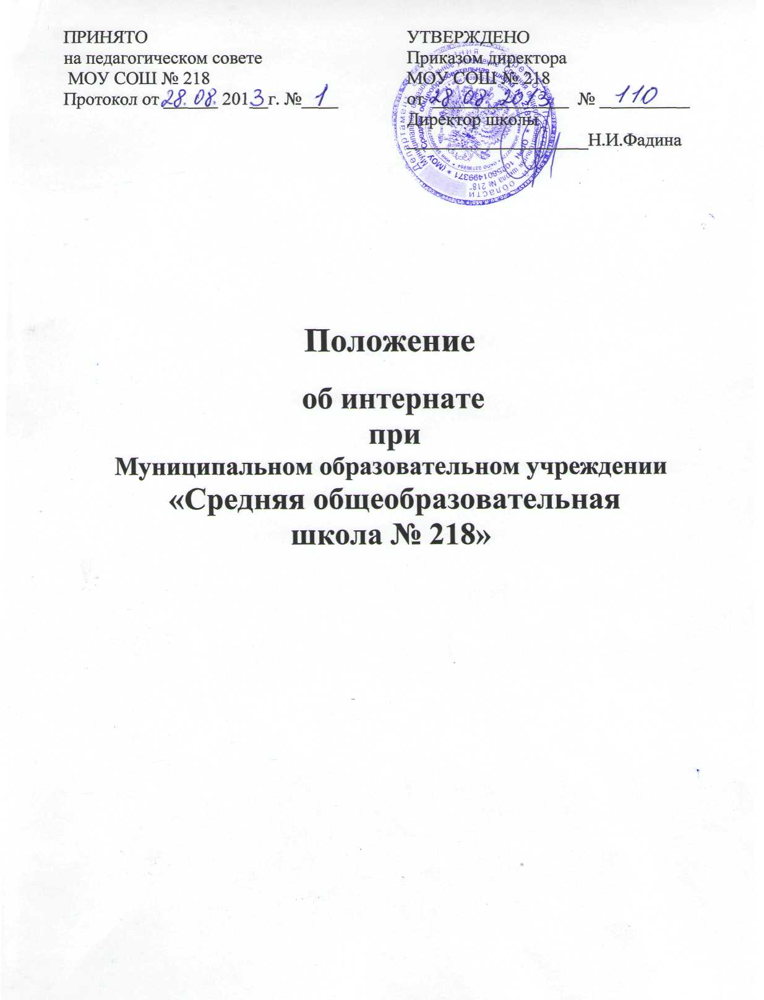 ПРИНЯТО
на педагогическом совете
МОУ СОШ № 218
Протокол от 28. 08. 2013 г. № 1
УТВЕРЖДЕНО
Приказом директора
МОУ СОШ № 218
от 28 08 2013 № 110
Директор школы
Н.И.Фадина
Положение
об интернате
при
Муниципальном образовательном учреждении
«Средняя общеобразовательная
школа № 218»